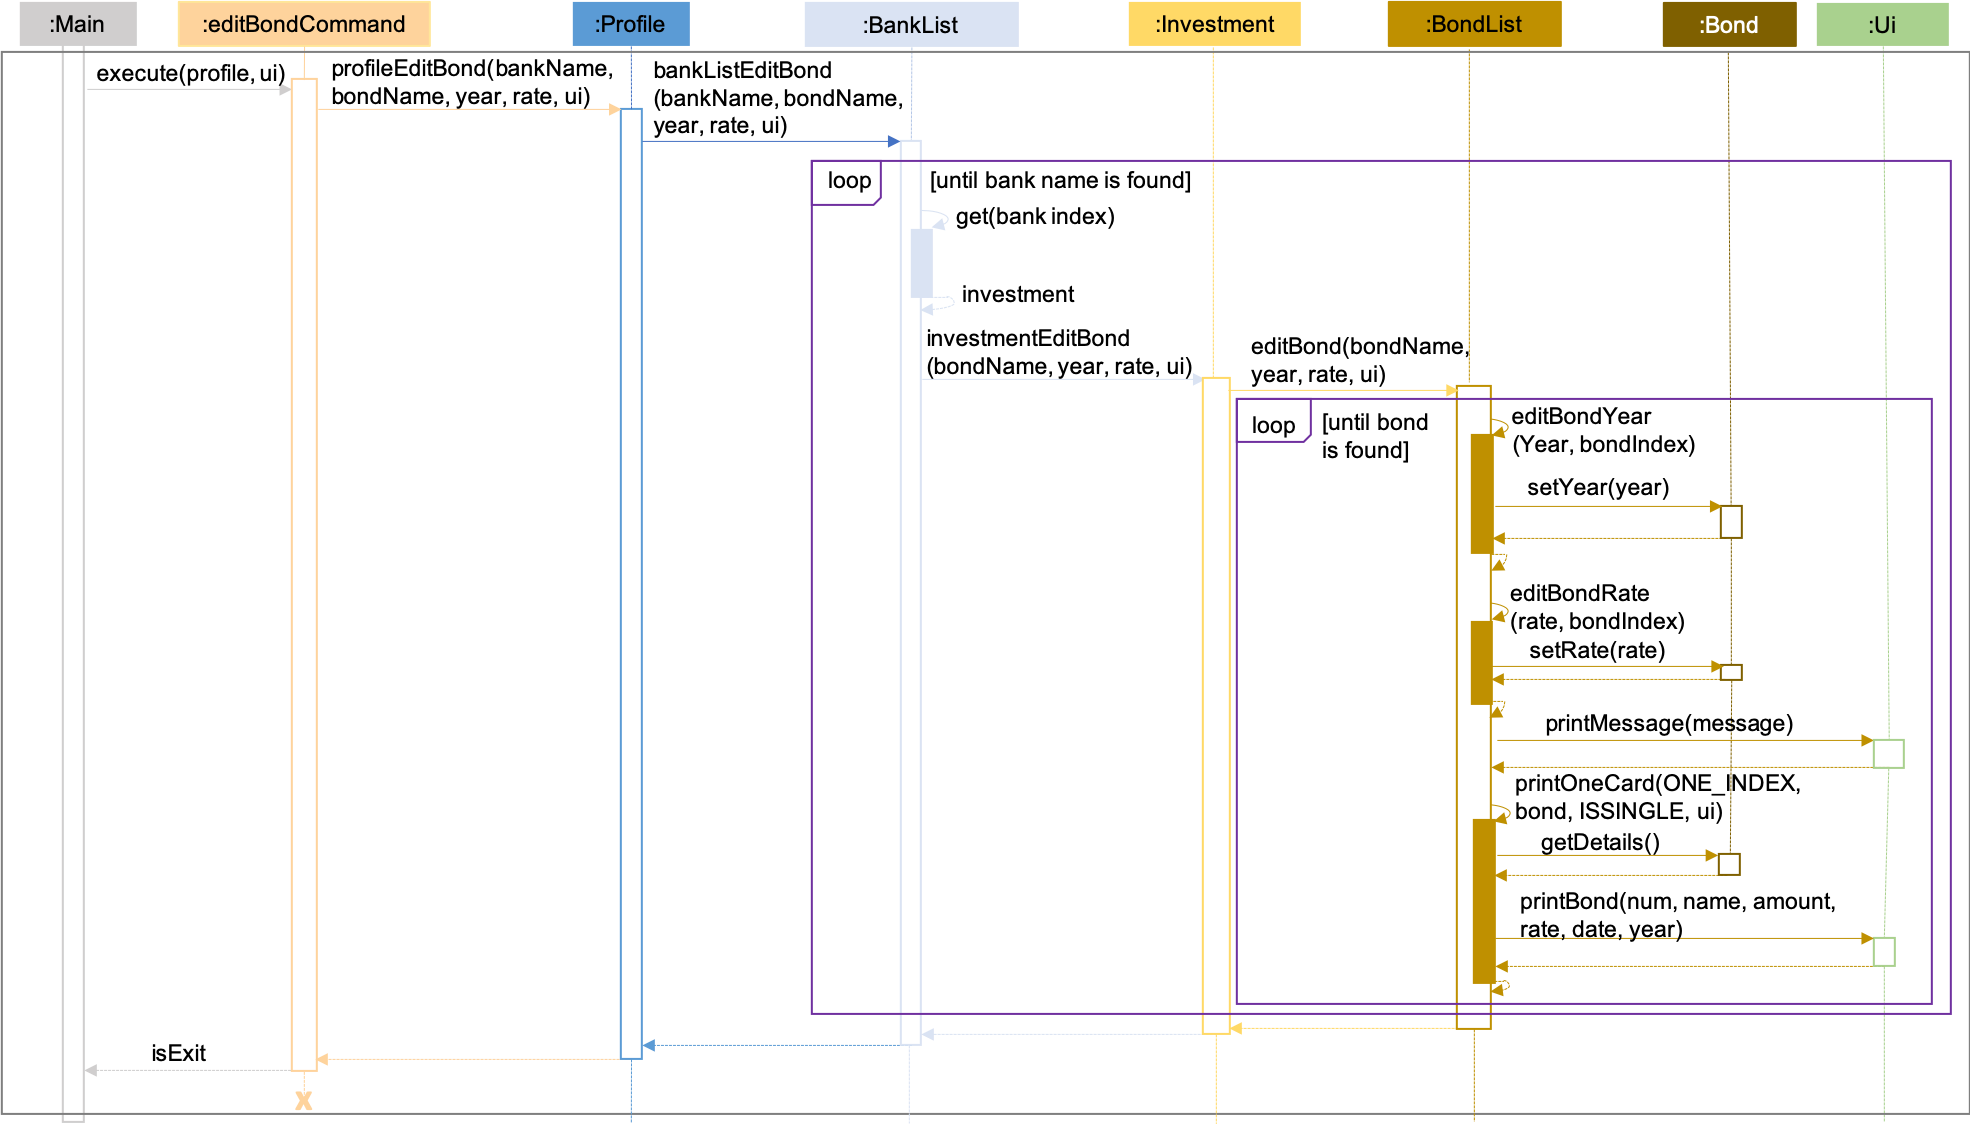 :Main
:editBondCommand
:Profile
:BankList
:Investment
:BondList
:Bond
:Ui
execute(profile, ui)
profileEditBond(bankName,
bondName, year, rate, ui)
bankListEditBond
(bankName, bondName,
year, rate, ui)
loop
[until bank name is found]
get(bank index)
investment
investmentEditBond
(bondName, year, rate, ui)
editBond(bondName,
year, rate, ui)
loop
[until bond
is found]
editBondYear
(Year, bondIndex)
setYear(year)
editBondRate
(rate, bondIndex)
setRate(rate)
printMessage(message)
printOneCard(ONE_INDEX,
bond, ISSINGLE, ui)
getDetails()
printBond(num, name, amount,
rate, date, year)
isExit
X